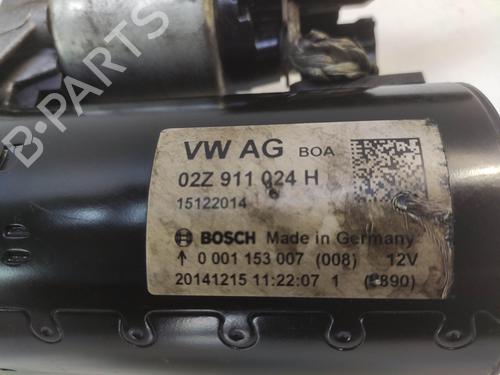 B-PARTS
VW AG BOA
02Z 911 024 H
15122014
BOSCH Made in Germany
0 001 153 007 (008) 12V
20141215 11:22:07 1